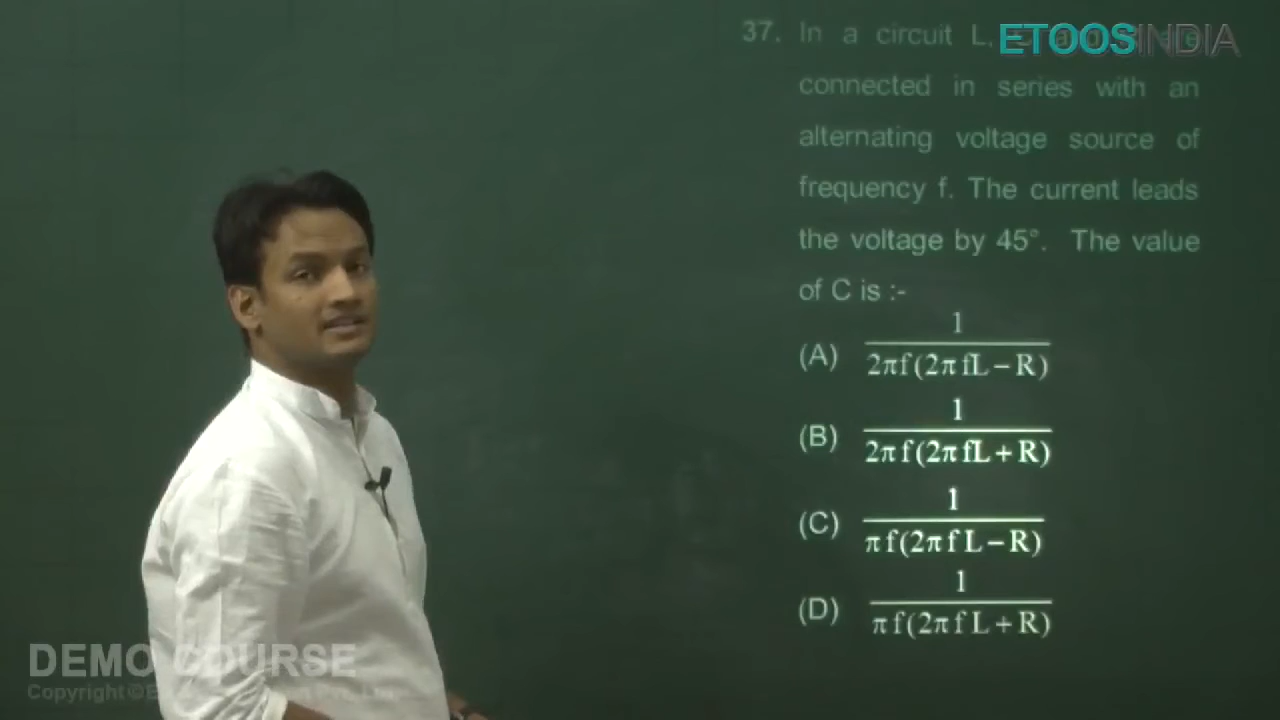 37. In a circuit L,
ETOOSINDIA
connected in series with an
alternating voltage source of
frequency f. The current leads
the voltage by 45°. The value
of C is :-
(A) 1
2πf(2πfL−R)
(B) 1
2πf(2πfL+R)
(C) 1
πf(2πfL−R)
(D) 1
πf(2πfL+R)
DEMO COURSE
Copyright©